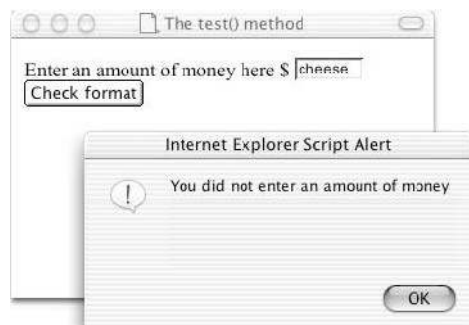 The test() method
Enter an amount of money here $ cheese
Check format
Internet Explorer Script Alert
You did not enter an amount of money
OK